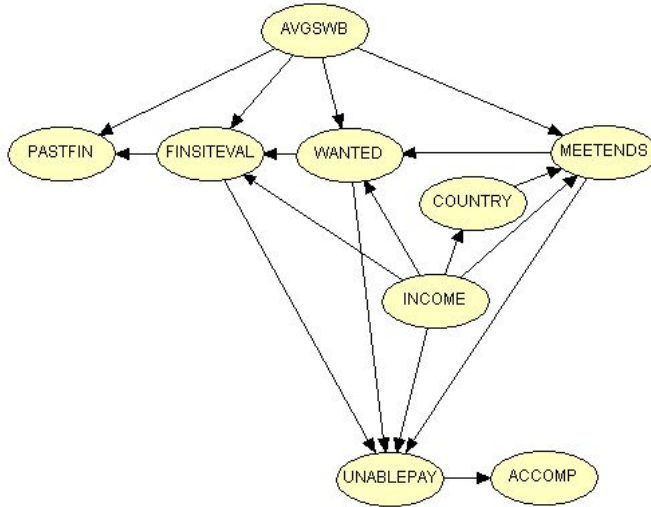 AVGSWB
PASTFIN
FINSITEVAL
WANTED
MEETENDS
COUNTRY
INCOME
UNABLEPAY
ACCOMP